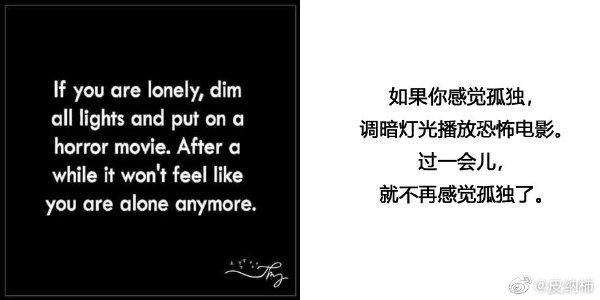 If you are lonely, dim
all lights and put on a
horror movie. After a
while it won't feel like
you are alone anymore.
如果你感觉孤独，
调暗灯光播放恐怖电影。
过一会儿，
就不再感觉孤独了。
@皮纳柿